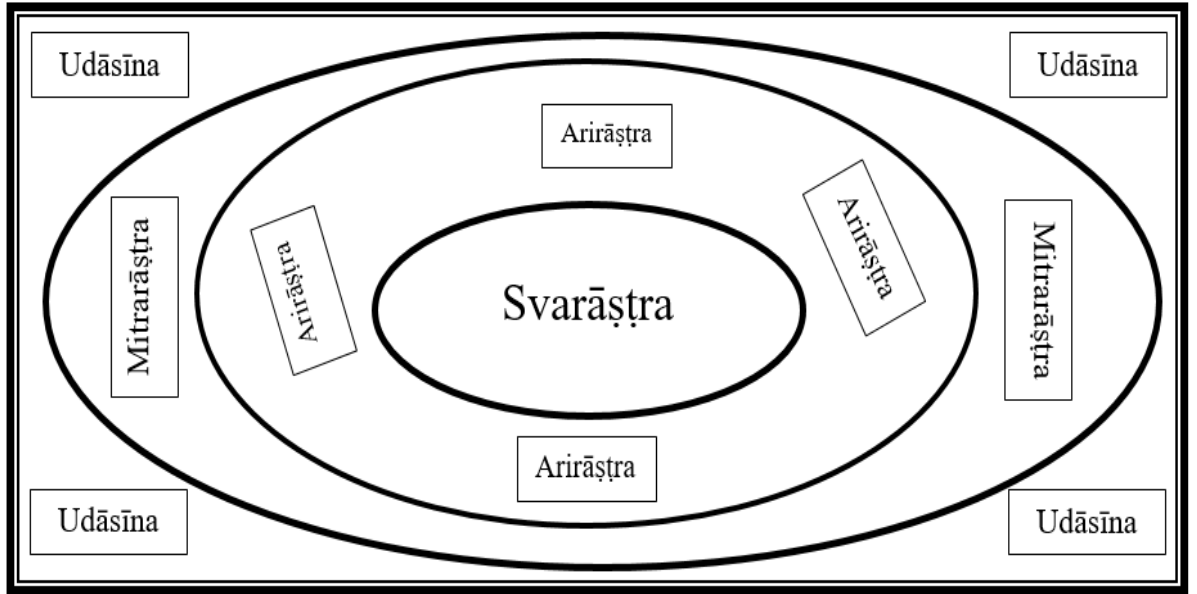 Udāsīna
Udāsīna
Arirāṣṭra
Arirāṣṭra
Mitrarāṣṭra
Arirāṣṭra
Svarāṣṭra
Mitrarāṣṭra
Arirāṣṭra
Udāsīna
Udāsīna